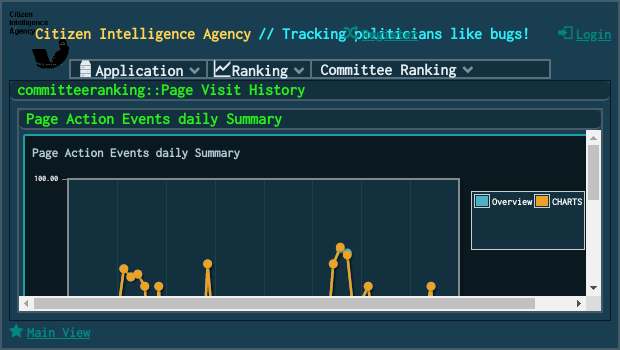 Citizen
Intelligence
Agency
Citizen Intelligence Agency // Tracking politicians like bugs!
Register
Login
Application
Ranking
Committee Ranking
committeeranking::Page Visit History
Page Action Events daily Summary
Page Action Events daily Summary
100.00
Overview
CHARTS
Main View